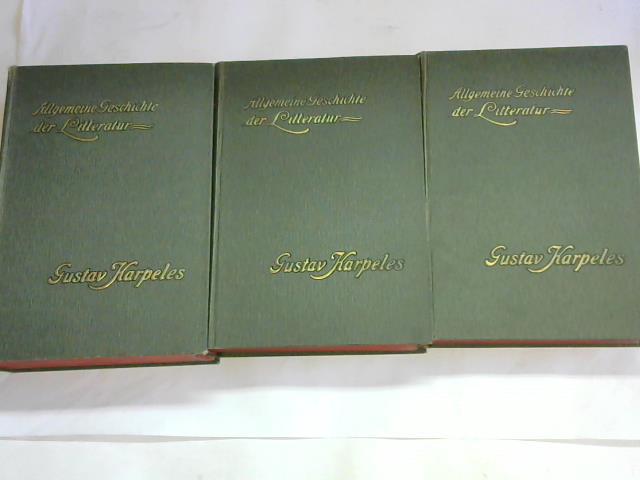 Allgemeine Geschichte
der Litteratur
Gustav Karpeles
Allgemeine Geschichte
der Litteratur
Gustav Karpeles
Allgemeine Geschichte
der Litteratur
Gustav Karpeles